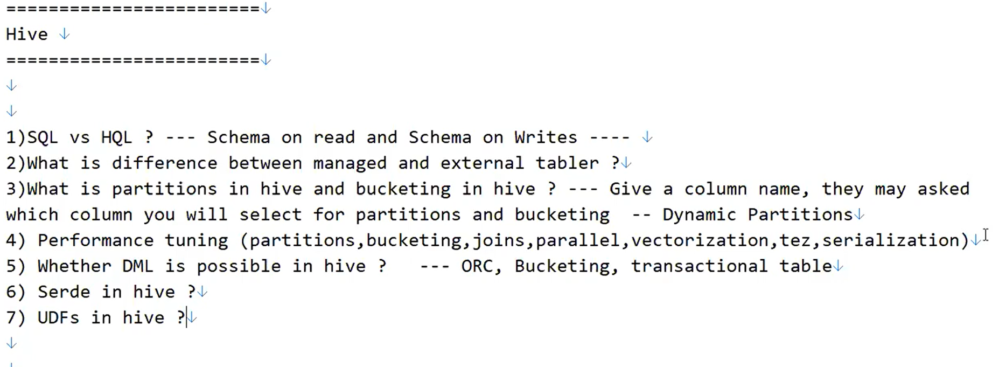 ========================↓
Hive ↓
========================↓
↓
↓
1)SQL vs HQL ? --- Schema on read and Schema on Writes ---- ↓
2)What is difference between managed and external tabler ?↓
3)What is partitions in hive and bucketing in hive ? --- Give a column name, they may asked
which column you will select for partitions and bucketing  -- Dynamic Partitions↓
4) Performance tuning (partitions,bucketing,joins,parallel,vectorization,tez,serialization)↓
5) Whether DML is possible in hive ?   --- ORC, Bucketing, transactional table↓
6) Serde in hive ?↓
7) UDFs in hive ?↓
↓
↓